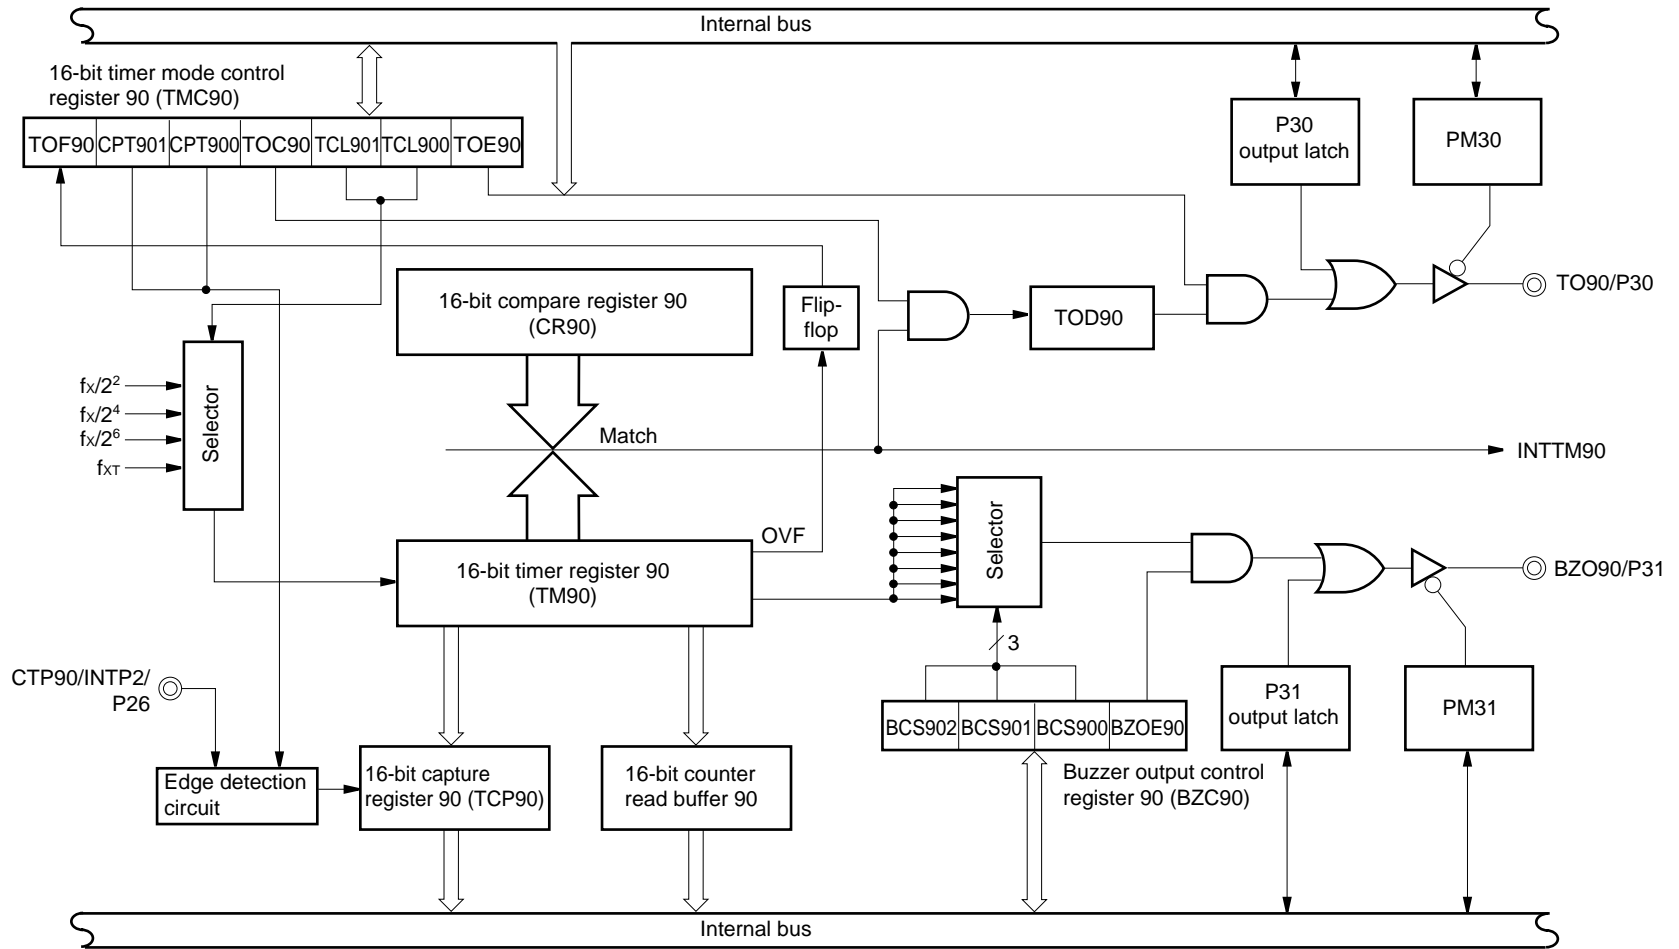 Internal bus
16-bit timer mode control
register 90 (TMC90)
TOF90 CPT901 CPT900 TOC90 TCL901 TCL900 TOE90
P30
output latch
PM30
16-bit compare register 90
(CR90)
Flip-
flop
TOD90
TO90/P30
fX/2²
fX/2⁴
fX/2⁶
fXT
Selector
Match
INTTM90
OVF
16-bit timer register 90
(TM90)
Selector
BZO90/P31
3
CTP90/INTP2/
P26
BCS902 BCS901 BCS900 BZOE90
P31
output latch
PM31
Edge detection
circuit
16-bit capture
register 90 (TCP90)
16-bit counter
read buffer 90
Buzzer output control
register 90 (BZC90)
Internal bus